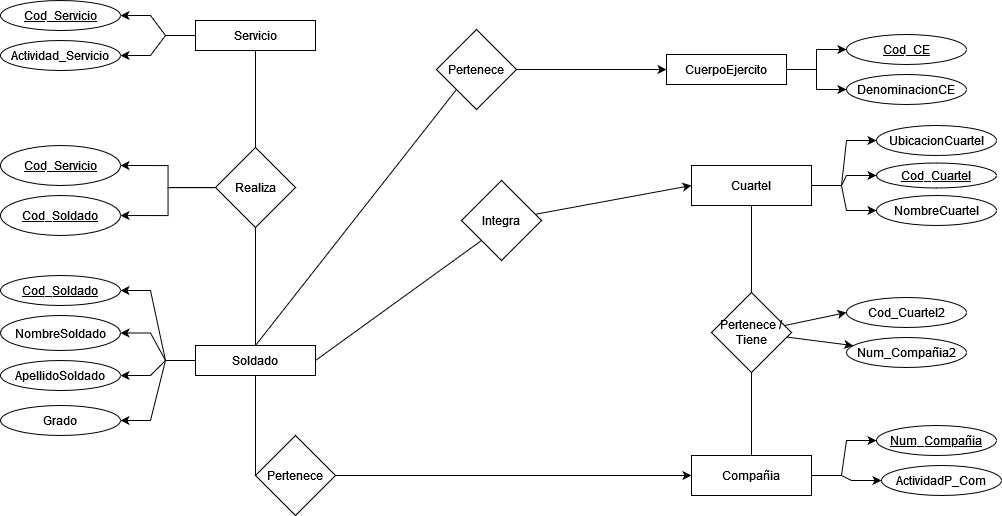 Cod_Servicio
Actividad_Servicio
Servicio
Pertenece
CuerpoEjercito
Cod_CE
DenominacionCE
Cod_Servicio
Cod_Soldado
Realiza
Integra
Cuartel
UbicacionCuartel
Cod_Cuartel
NombreCuartel
Cod_Soldado
NombreSoldado
ApellidoSoldado
Grado
Soldado
Pertenece /
Tiene
Cod_Cuartel2
Num_Compañia2
Pertenece
Compañia
Num_Compañia
ActividadP_Com